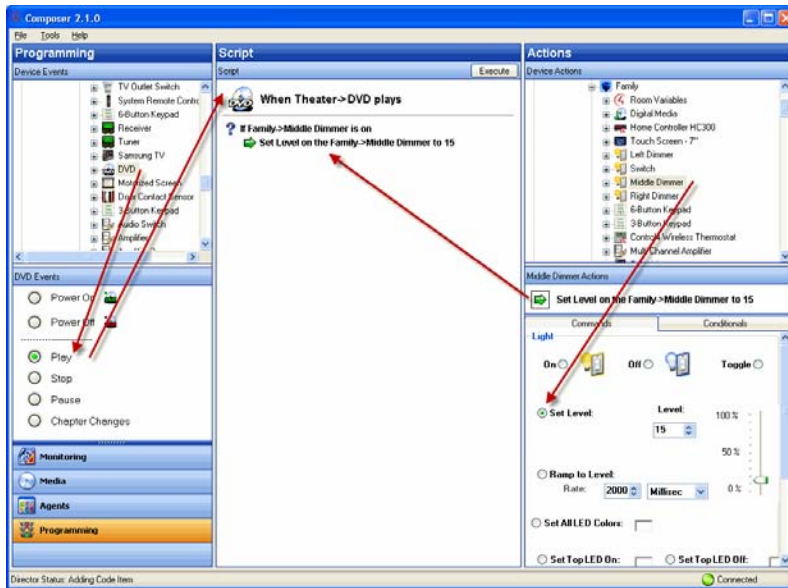 Composer 2.1.0
File Tools Help
Programming
Device Events
TV Outlet Switch
System Remote Contro
6-Button Keypad
Receiver
Tuner
Samsung TV
DVD
Motorized Screen
Door Contact Sensor
3-Button Keypad
Audio Switch
Amplifier
DVD Events
Power On
Power Off
Play
Stop
Pause
Chapter Changes
Monitoring
Media
Agents
Programming
Script
Script
Execute
When Theater->DVD plays
If Family->Middle Dimmer is on
Set Level on the Family->Middle Dimmer to 15
Actions
Device Actions
Family
Room Variables
Digital Media
Home Controller HC300
Touch Screen - 7"
Left Dimmer
Switch
Middle Dimmer
Right Dimmer
6-Button Keypad
3-Button Keypad
Control4 Wireless Thermostat
Multi Channel Amplifier
Middle Dimmer Actions
Set Level on the Family->Middle Dimmer to 15
Commands Conditionals
Light
On Off Toggle
Set Level: Level: 100 %
15
50 %
Ramp to Level:
Rate: 2000 Millisec 0 %
Set All LED Colors:
Set Top LED On: Set Top LED Off:
Director Status: Adding Code Item
Connected